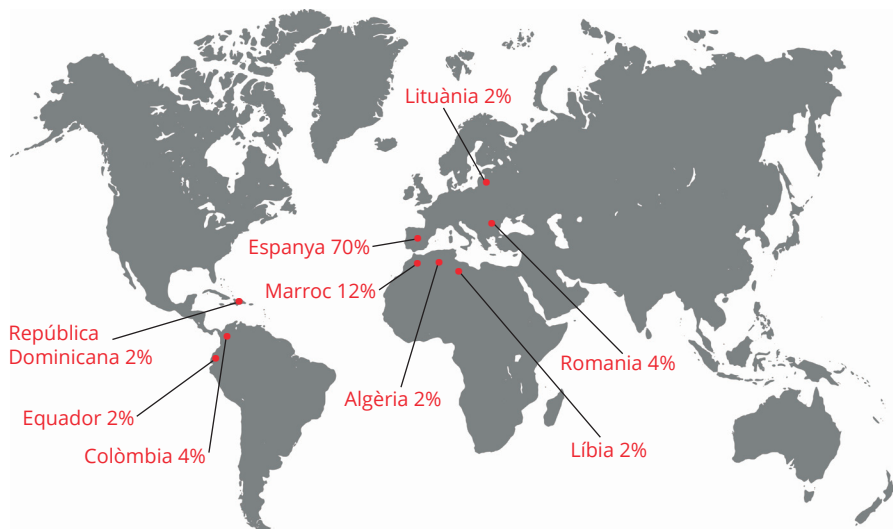 Lituània 2%
Espanya 70%
Marroc 12%
República
Dominicana 2%
Romania 4%
Algèria 2%
Equador 2%
Líbia 2%
Colòmbia 4%